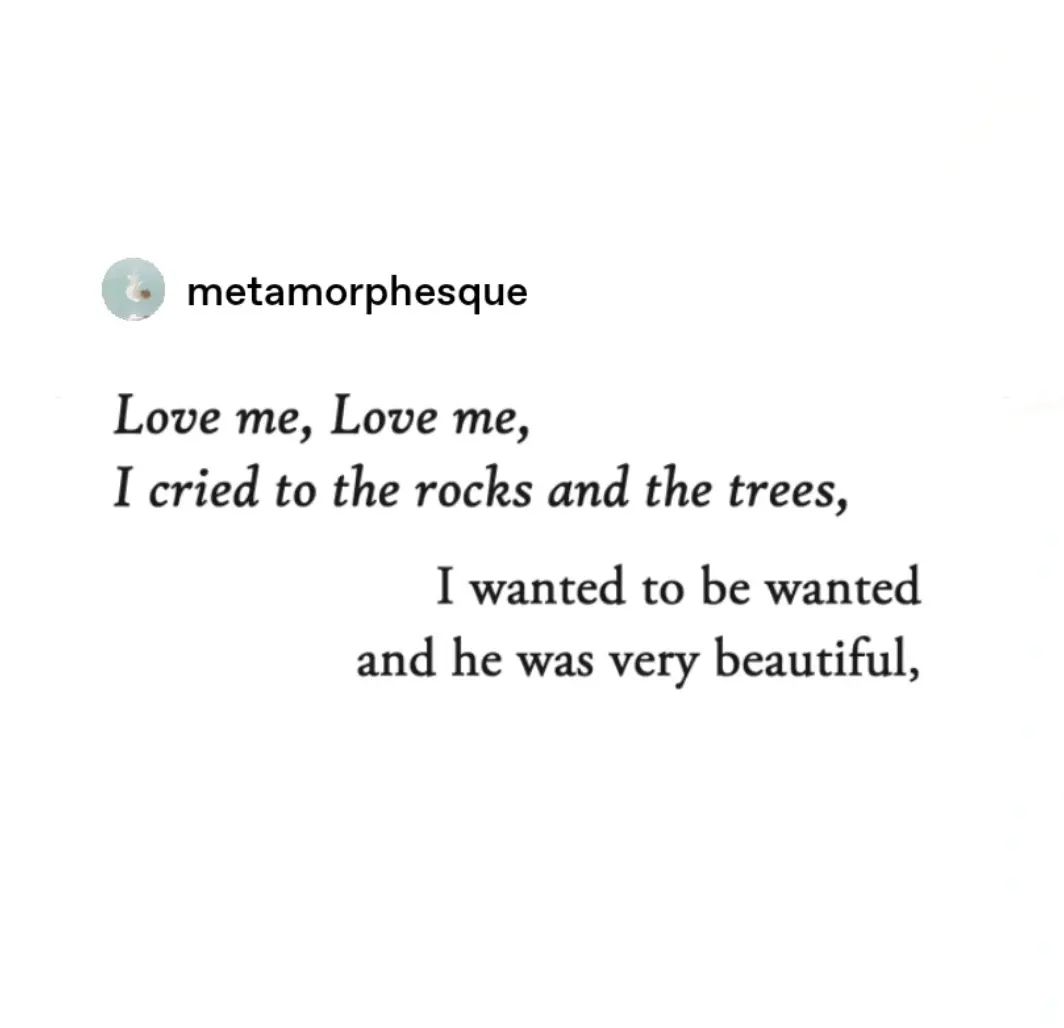 metamorphesque
Love me, Love me,
I cried to the rocks and the trees,
I wanted to be wanted
and he was very beautiful,